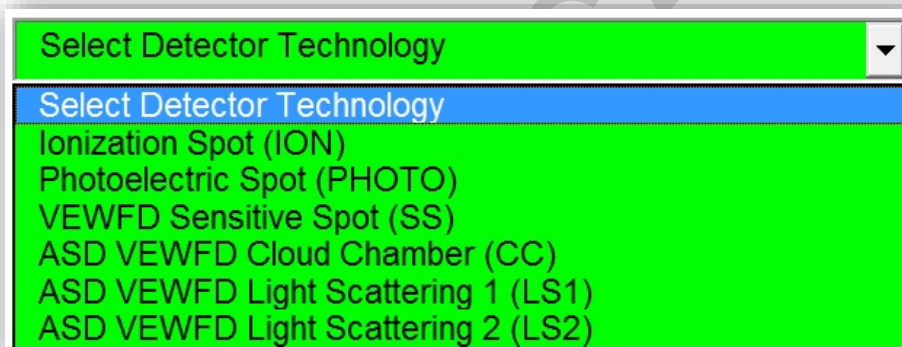 Select Detector Technology
Select Detector Technology
Ionization Spot (ION)
Photoelectric Spot (PHOTO)
VEWFD Sensitive Spot (SS)
ASD VEWFD Cloud Chamber (CC)
ASD VEWFD Light Scattering 1 (LS1)
ASD VEWFD Light Scattering 2 (LS2)